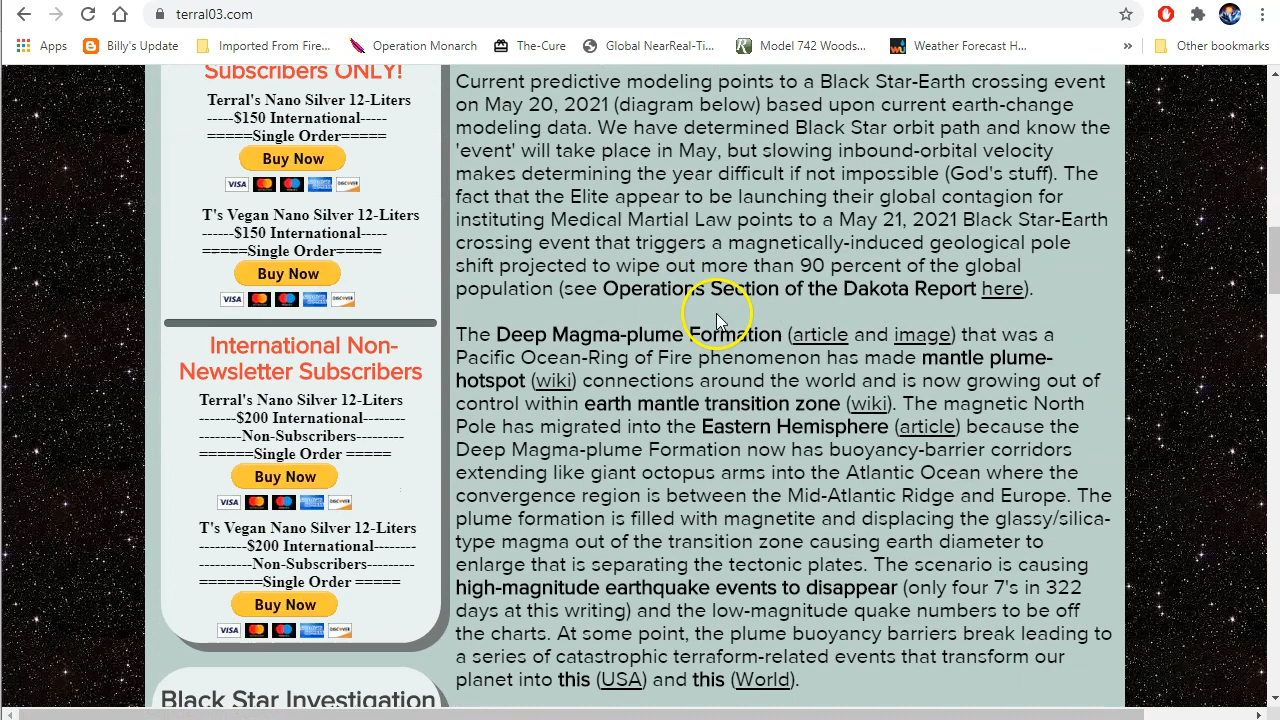 terral03.com
Apps
Billy's Update
Imported From Fire...
Operation Monarch
The-Cure
Global NearReal-Ti...
Mod# 742 Woods...
Weather Forecast H...
»
Other bookmarks
Subscribers ONLY!
Terral's Nano Silver 12-Liters
-----$150 International-----
=====Single Order=====
Buy Now
VISA DISCOVER
T's Vegan Nano Silver 12-Liters
------$150 International-----
=====Single Order=====
Buy Now
VISA DISCOVER
International Non-
Newsletter Subscribers
Terral's Nano Silver 12-Liters
-------$200 International--------
--------Non-Subscribers---------
======Single Order =====
Buy Now
VISA DISCOVER
T's Vegan Nano Silver 12-Liters
---------$200 International--------
---------Non-Subscribers---------
=======Single Order =====
Buy Now
VISA DISCOVER
Black Star Investigation
Current predictive modeling points to a Black Star-Earth crossing event
on May 20, 2021 (diagram below) based upon current earth-change
modeling data. We have determined Black Star orbit path and know the
'event' will take place in May, but slowing inbound-orbital velocity
makes determining the year difficult if not impossible (God's stuff). The
fact that the Elite appear to be launching their global contagion for
instituting Medical Martial Law points to a May 21, 2021 Black Star-Earth
crossing event that triggers a magnetically-induced geological pole
shift projected to wipe out more than 90 percent of the global
population (see Operations Section of the Dakota Report here).
The Deep Magma-plume Formation (article and image) that was a
Pacific Ocean-Ring of Fire phenomenon has made mantle plume-
hotspot (wiki) connections around the world and is now growing out of
control within earth mantle transition zone (wiki). The magnetic North
Pole has migrated into the Eastern Hemisphere (article) because the
Deep Magma-plume Formation now has buoyancy-barrier corridors
extending like giant octopus arms into the Atlantic Ocean where the
convergence region is between the Mid-Atlantic Ridge and Europe. The
plume formation is filled with magnetite and displacing the glassy/silica-
type magma out of the transition zone causing earth diameter to
enlarge that is separating the tectonic plates. The scenario is causing
high-magnitude earthquake events to disappear (only four 7's in 322
days at this writing) and the low-magnitude quake numbers to be off
the charts. At some point, the plume buoyancy barriers break leading to
a series of catastrophic terraform-related events that transform our
planet into this (USA) and this (World).